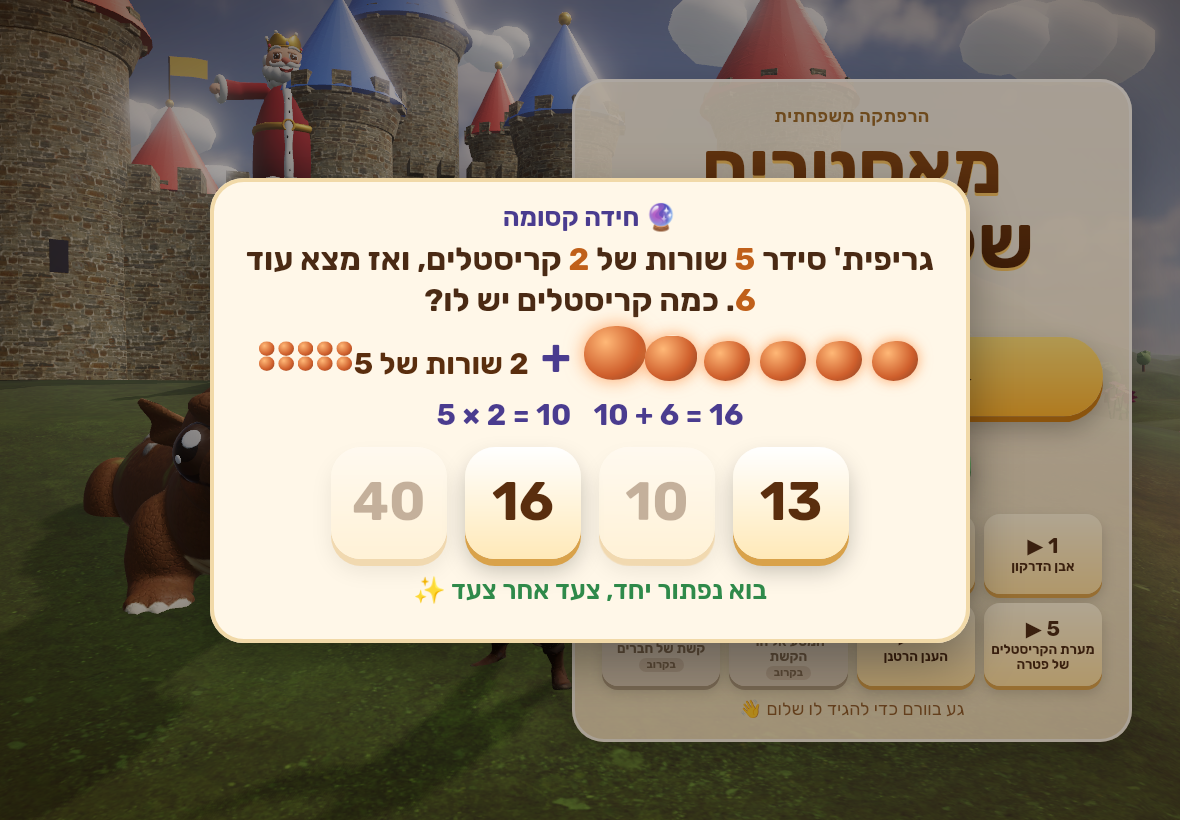 הרפתקה משפחתית
מאסטרים
🔮 חידה קסומה
גריפית' סידר 5 שורות של 2 קריסטלים, ואז מצא עוד
6. כמה קריסטלים יש לו?
+ 2 שורות של 5
5 × 2 = 10   10 + 6 = 16
40 16 10 13
בוא נפתור יחד, צעד אחר צעד ✨
▶ 1
אבן הדרקון
▶ 5
מערת הקריסטלים
של פטרה
הענן הרטנן
הקשת
בקרוב
קשת של חברים
בקרוב
גע בוורם כדי להגיד לו שלום 👋